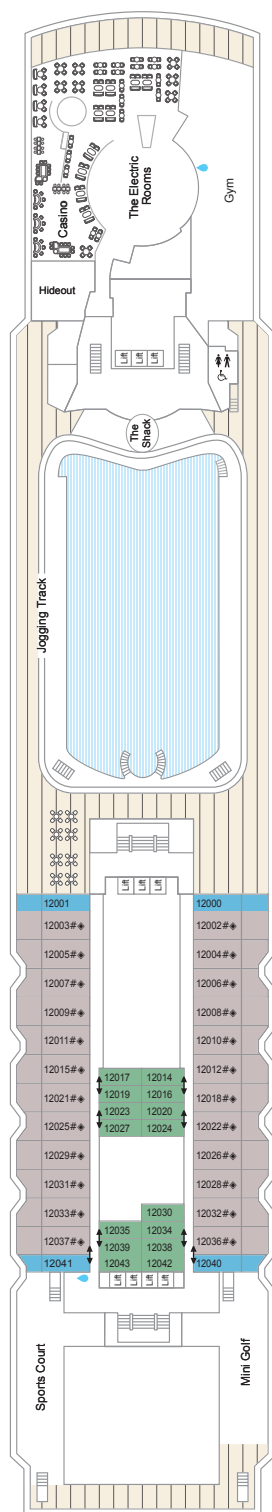 The Electric
Rooms
Gym
Casino
Hideout
Lift
Lift
Lift
The
Shack
Jogging Track
Lift
Lift
Lift
12001
12000
12003#◈
12002#◈
12005#◈
12004#◈
12007#◈
12006#◈
12009#◈
12008#◈
12011#◈
12010#◈
12015#◈
12017
12014
12012#◈
12021#◈
12019
12016
12018#◈
12025#◈
12023
12020
12022#◈
12027
12024
12029#◈
12026#◈
12031#◈
12028#◈
12033#◈
12030
12032#◈
12037#◈
12035
12034
12036#◈
12039
12038
12041
12043
12042
12040
Lift
Lift
Lift
Lift
Sports Court
Mini Golf